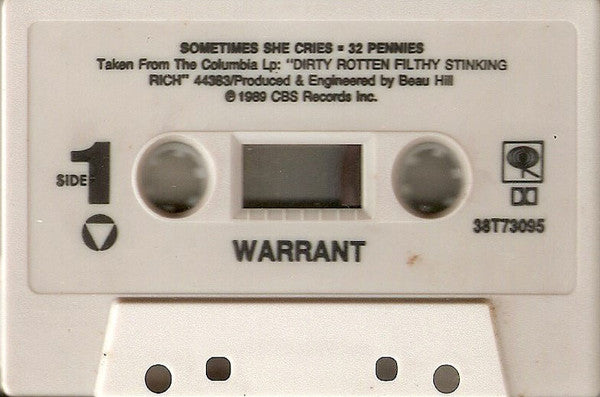 SOMETIMES SHE CRIES • 32 PENNIES
Taken From The Columbia Lp: "DIRTY ROTTEN FILTHY STINKING
RICH" 44383/Produced & Engineered by Beau Hill
℗ 1989 CBS Records Inc.
SIDE 1
38T73095
WARRANT